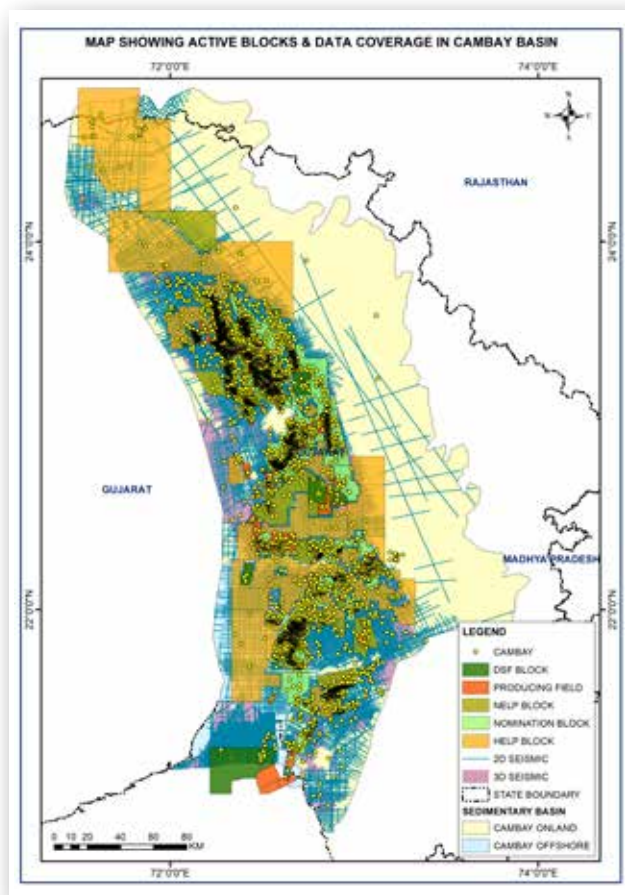 MAP SHOWING ACTIVE BLOCKS & DATA COVERAGE IN CAMBAY BASIN
72°0'0"E 74°0'0"E
N
W E
S
RAJASTHAN
24°0'0"N 24°0'0"N
GUJARAT
GUJARAT
MADHYA PRADESH
22°0'0"N 22°0'0"N
LEGEND
CAMBAY
DSF BLOCK
PRODUCING FIELD
NELP BLOCK
NOMINATION BLOCK
HELP BLOCK
2D SEISMIC
3D SEISMIC
STATE BOUNDARY
SEDIMENTARY BASIN
CAMBAY ONLAND
CAMBAY OFFSHORE
0 10 20 40 60 80
KM
72°0'0"E 74°0'0"E